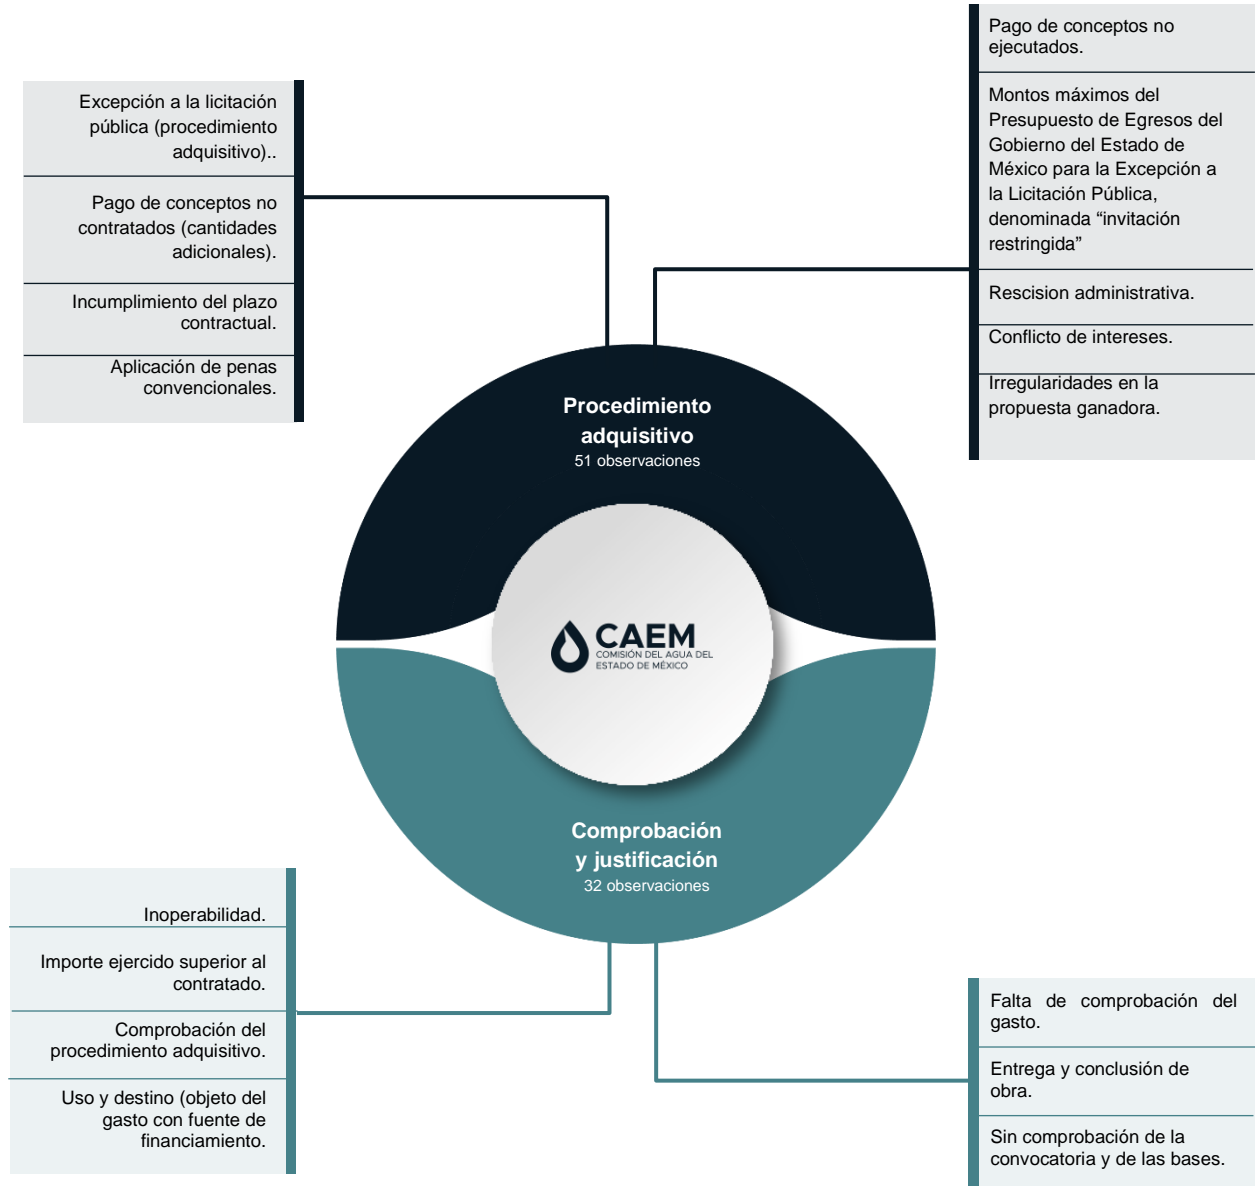 Excepción a la licitación
pública (procedimiento
adquisitivo)..
Pago de conceptos no
contratados (cantidades
adicionales).
Incumplimiento del plazo
contractual.
Aplicación de penas
convencionales.
Pago de conceptos no
ejecutados.
Montos máximos del
Presupuesto de Egresos del
Gobierno del Estado de
México para la Excepción a
la Licitación Pública,
denominada “invitación
restringida”
Rescision administrativa.
Conflicto de intereses.
Irregularidades en la
propuesta ganadora.
Procedimiento
adquisitivo
51 observaciones
CAEM
COMISIÓN DEL AGUA DEL
ESTADO DE MÉXICO
Comprobación
y justificación
32 observaciones
Inoperabilidad.
Importe ejercido superior al
contratado.
Comprobación del
procedimiento adquisitivo.
Uso y destino (objeto del
gasto con fuente de
financiamiento.
Falta de comprobación del
gasto.
Entrega y conclusión de
obra.
Sin comprobación de la
convocatoria y de las bases.